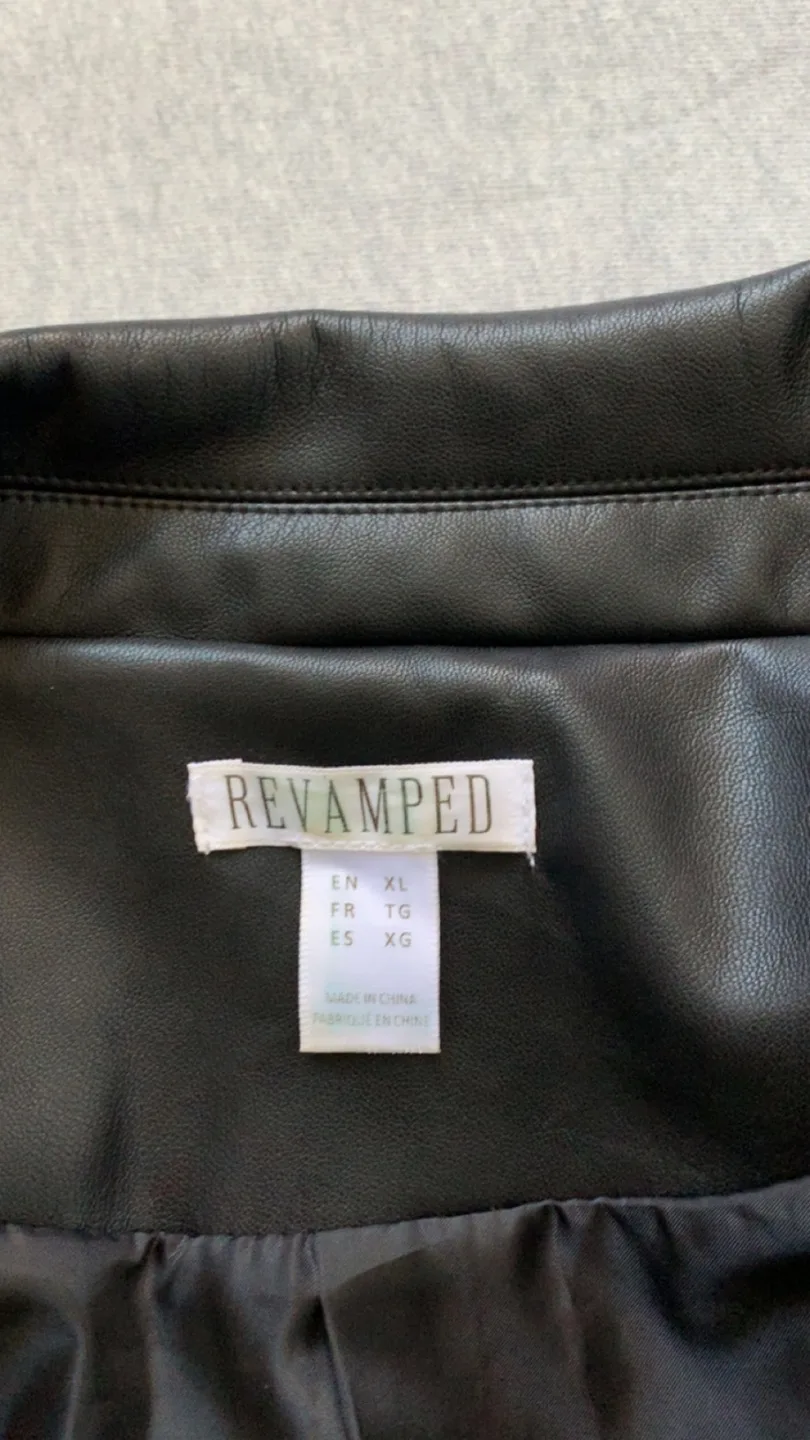 REVAMPED
EN XL
FR TG
ES XG
MADE IN CHINA
FABRIQUÉ EN CHINE